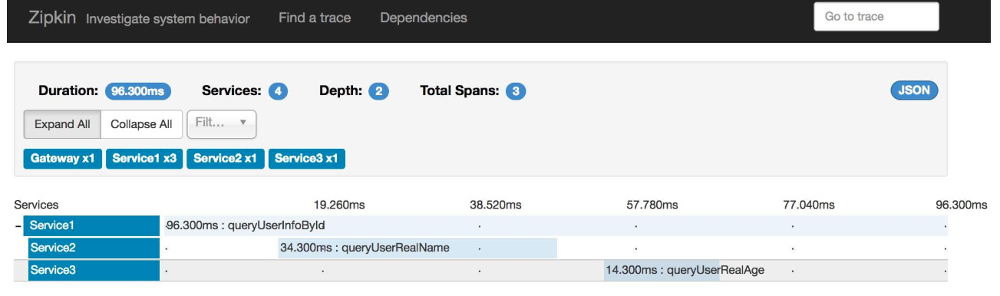 Zipkin Investigate system behavior Find a trace Dependencies Go to trace
Duration: 96.300ms Services: 4 Depth: 2 Total Spans: 3 JSON
Expand All Collapse All Filt...
Gateway x1 Service1 x3 Service2 x1 Service3 x1
Services 19.260ms 38.520ms 57.780ms 77.040ms 96.300ms
- Service1 96.300ms : queryUserInfoById
Service2 34.300ms : queryUserRealName
Service3 14.300ms : queryUserRealAge